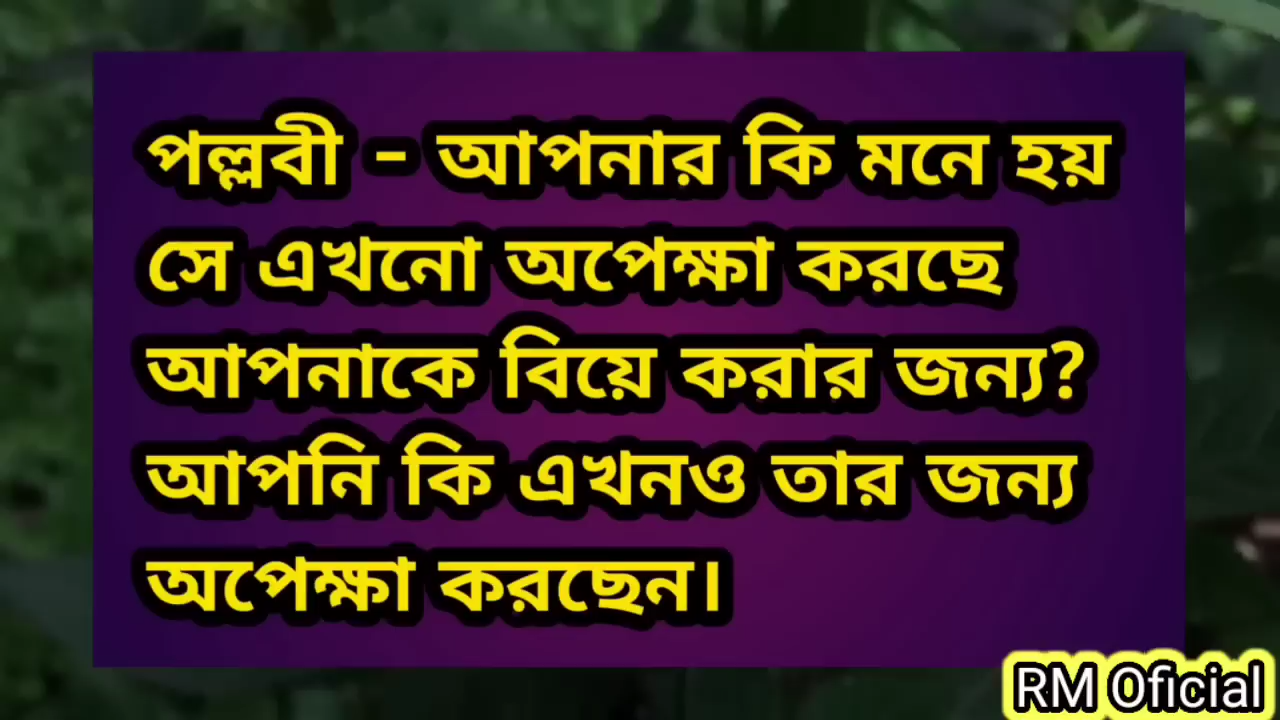 পল্লবী - আপনার কি মনে হয়
সে এখনো অপেক্ষা করছে
আপনাকে বিয়ে করার জন্য?
আপনি কি এখনও তার জন্য
অপেক্ষা করছেন।
RM Oficial